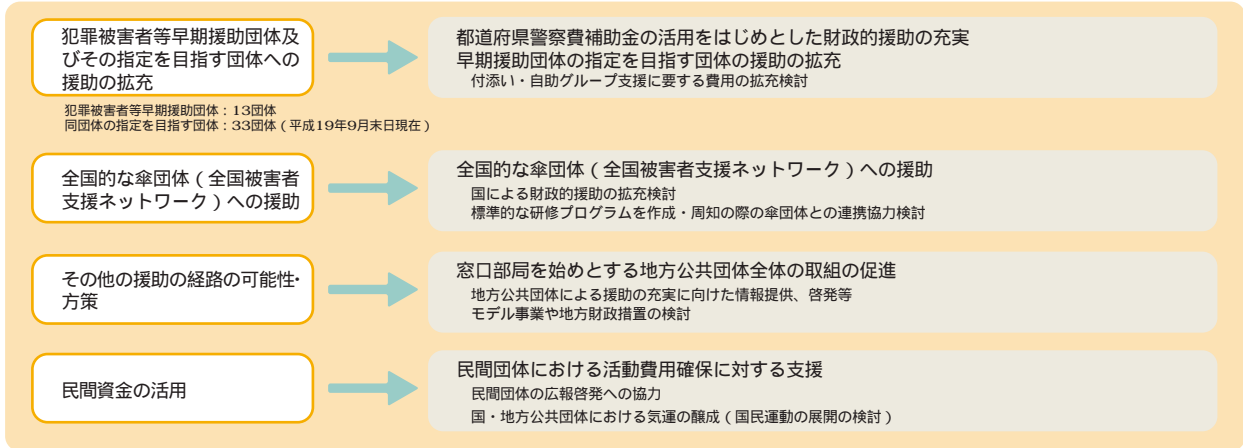 犯罪被害者等早期援助団体及
びその指定を目指す団体への
援助の拡充
犯罪被害者等早期援助団体：13団体
同団体の指定を目指す団体：33団体（平成19年9月末日現在）
都道府県警察費補助金の活用をはじめとした財政的援助の充実
早期援助団体の指定を目指す団体の援助の拡充
付添い・自助グループ支援に要する費用の拡充検討
全国的な傘団体（全国被害者
支援ネットワーク）への援助
全国的な傘団体（全国被害者支援ネットワーク）への援助
国による財政的援助の拡充検討
標準的な研修プログラムを作成・周知の際の傘団体との連携協力検討
その他の援助の経路の可能性・
方策
窓口部局を始めとする地方公共団体全体の取組の促進
地方公共団体による援助の充実に向けた情報提供、啓発等
モデル事業や地方財政措置の検討
民間資金の活用
民間団体における活動費用確保に対する支援
民間団体の広報啓発への協力
国・地方公共団体における気運の醸成（国民運動の展開の検討）